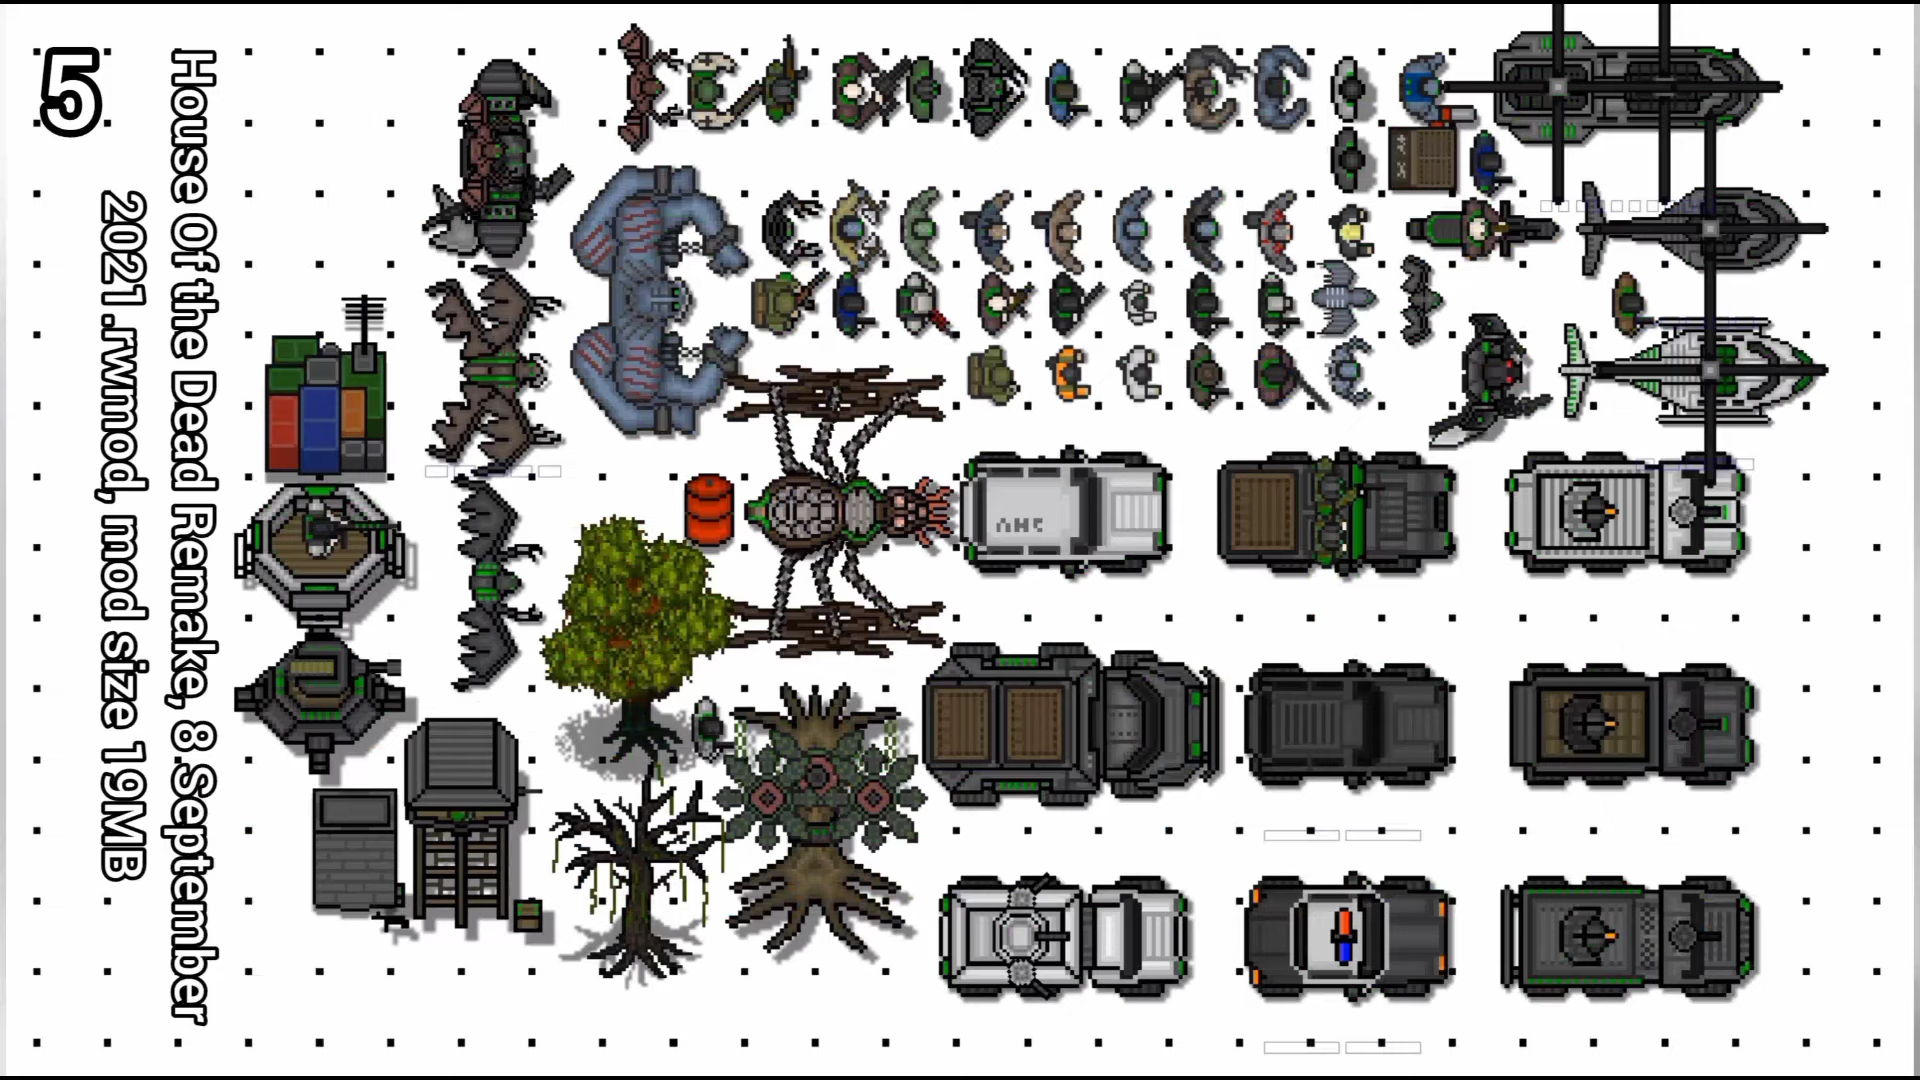 5
House Of the Dead Remake, 8 September
2021 .rwmod, mod size 19MB